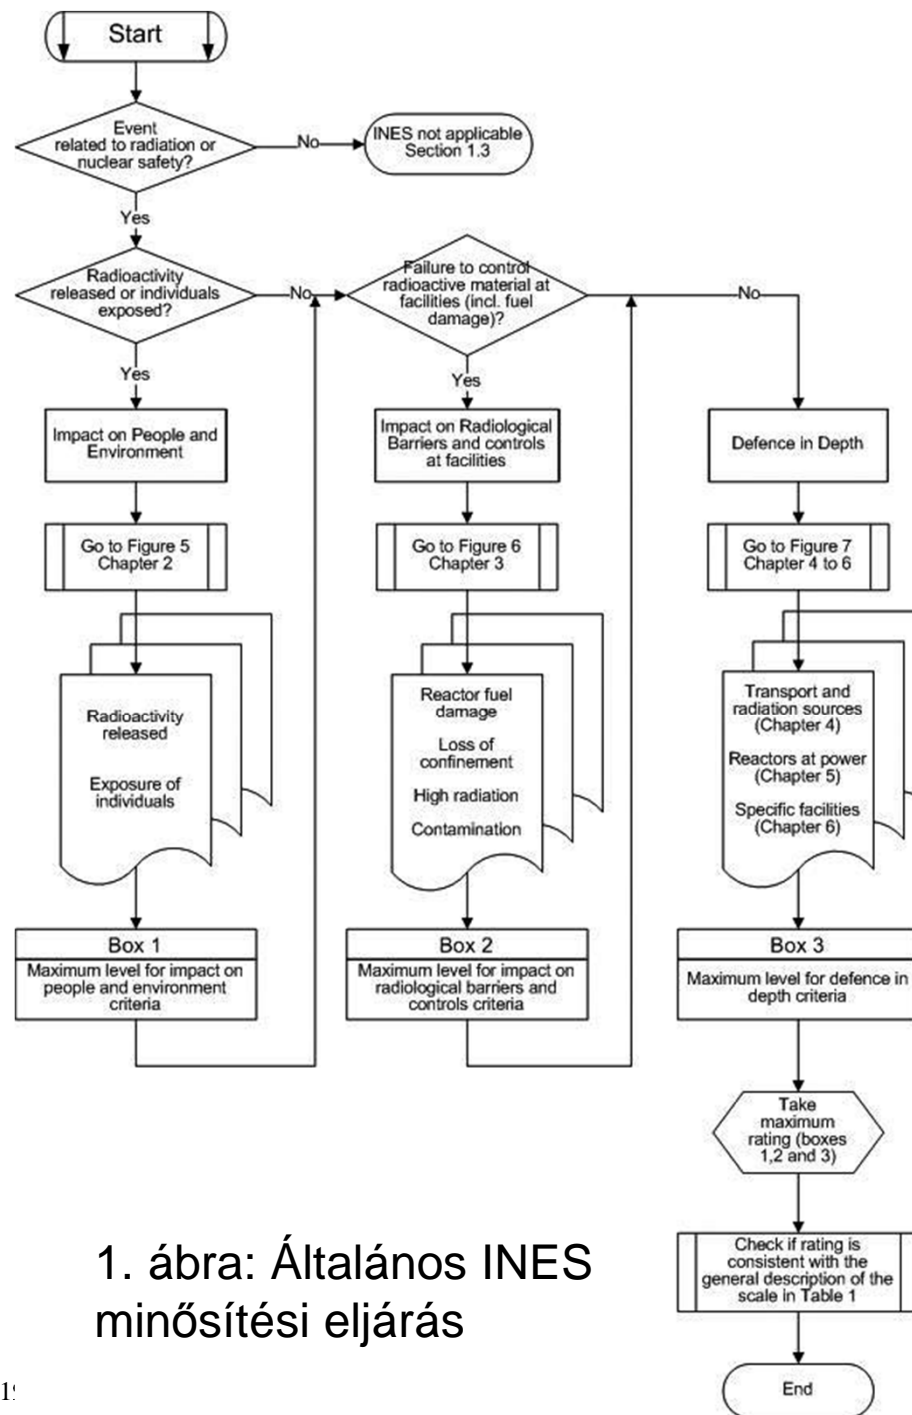 Start
Event
related to radiation or
nuclear safety?
No
INES not applicable
Section 1.3
Yes
Radioactivity
released or individuals
exposed?
No
Failure to control
radioactive material at
facilities (incl. fuel
damage)?
No
Yes
Yes
Impact on People and
Environment
Impact on Radiological
Barriers and controls
at facilities
Defence in Depth
Go to Figure 5
Chapter 2
Go to Figure 6
Chapter 3
Go to Figure 7
Chapter 4 to 6
Radioactivity
released
Exposure of
individuals
Reactor fuel
damage
Loss of
confinement
High radiation
Contamination
Transport and
radiation sources
(Chapter 4)
Reactors at power
(Chapter 5)
Specific facilities
(Chapter 6)
Box 1
Maximum level for impact on
people and environment
criteria
Box 2
Maximum level for impact on
radiological barriers and
controls criteria
Box 3
Maximum level for defence in
depth criteria
Take
maximum
rating (boxes
1,2 and 3)
Check if rating is
consistent with the
general description of the
scale in Table 1
End
1. ábra: Általános INES
minősítési eljárás